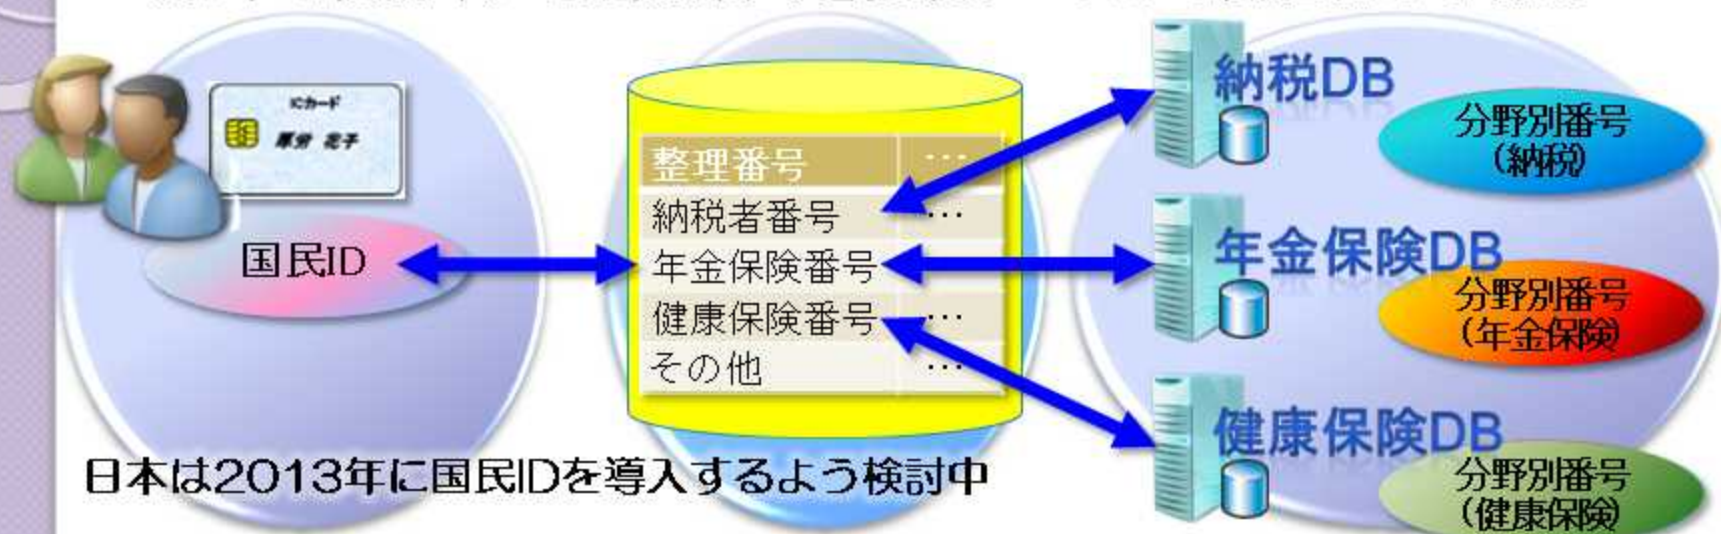 ICカード
厚労 花子
国民ID
整理番号 …
納税者番号 …
年金保険番号
健康保険番号 …
その他 …
納税DB
分野別番号
(納税)
年金保険DB
分野別番号
(年金保険)
健康保険DB
分野別番号
(健康保険)
日本は2013年に国民IDを導入するよう検討中